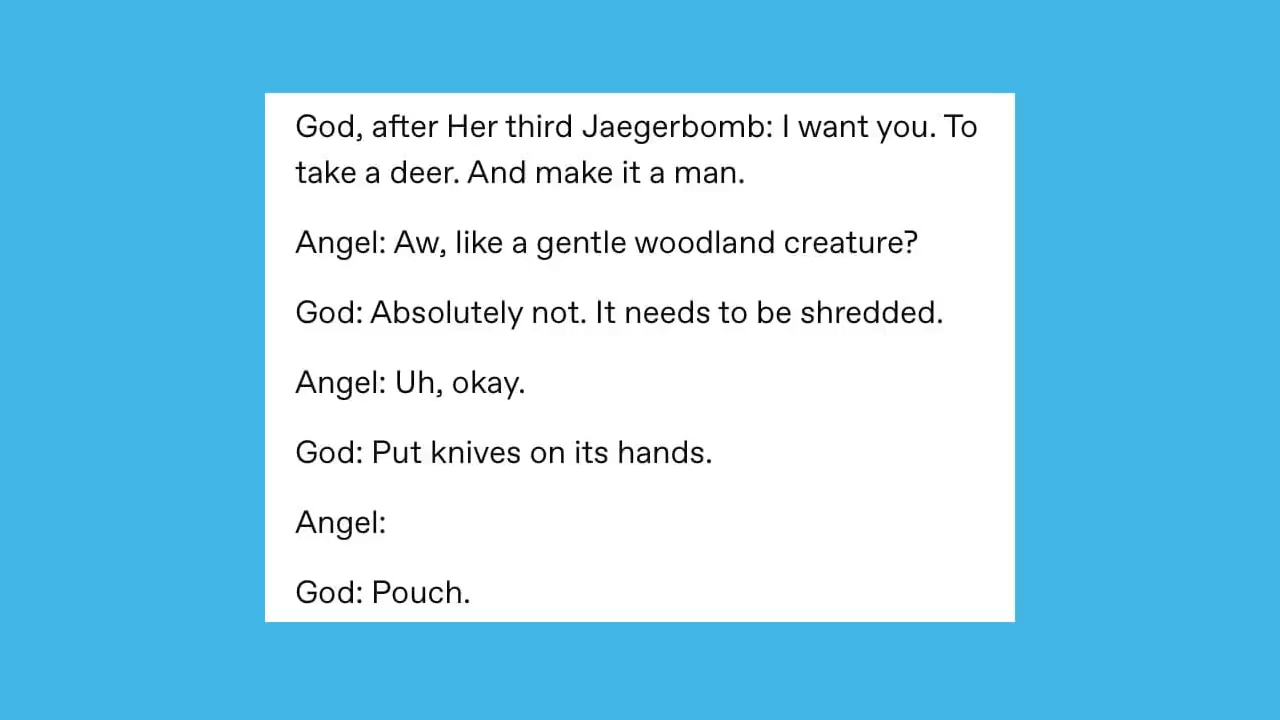 God, after Her third Jaegerbomb: I want you. To
take a deer. And make it a man.
Angel: Aw, like a gentle woodland creature?
God: Absolutely not. It needs to be shredded.
Angel: Uh, okay.
God: Put knives on its hands.
Angel:
God: Pouch.